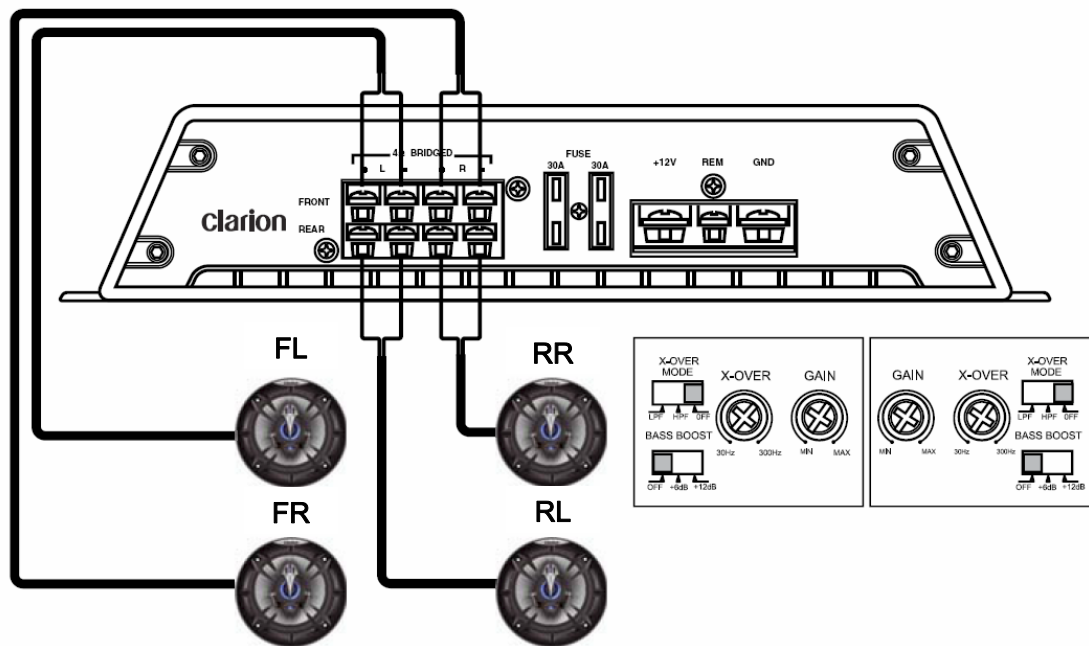 4Ω BRIDGED
L R
FRONT
REAR
clarion
FUSE
30A 30A
+12V REM GND
FL
RR
FR
RL
X-OVER
MODE
LPF HPF OFF
X-OVER
30Hz 300Hz
GAIN
MIN MAX
BASS BOOST
OFF +6dB +12dB
GAIN
MIN MAX
X-OVER
30Hz 300Hz
X-OVER
MODE
LPF HPF OFF
BASS BOOST
OFF +6dB +12dB